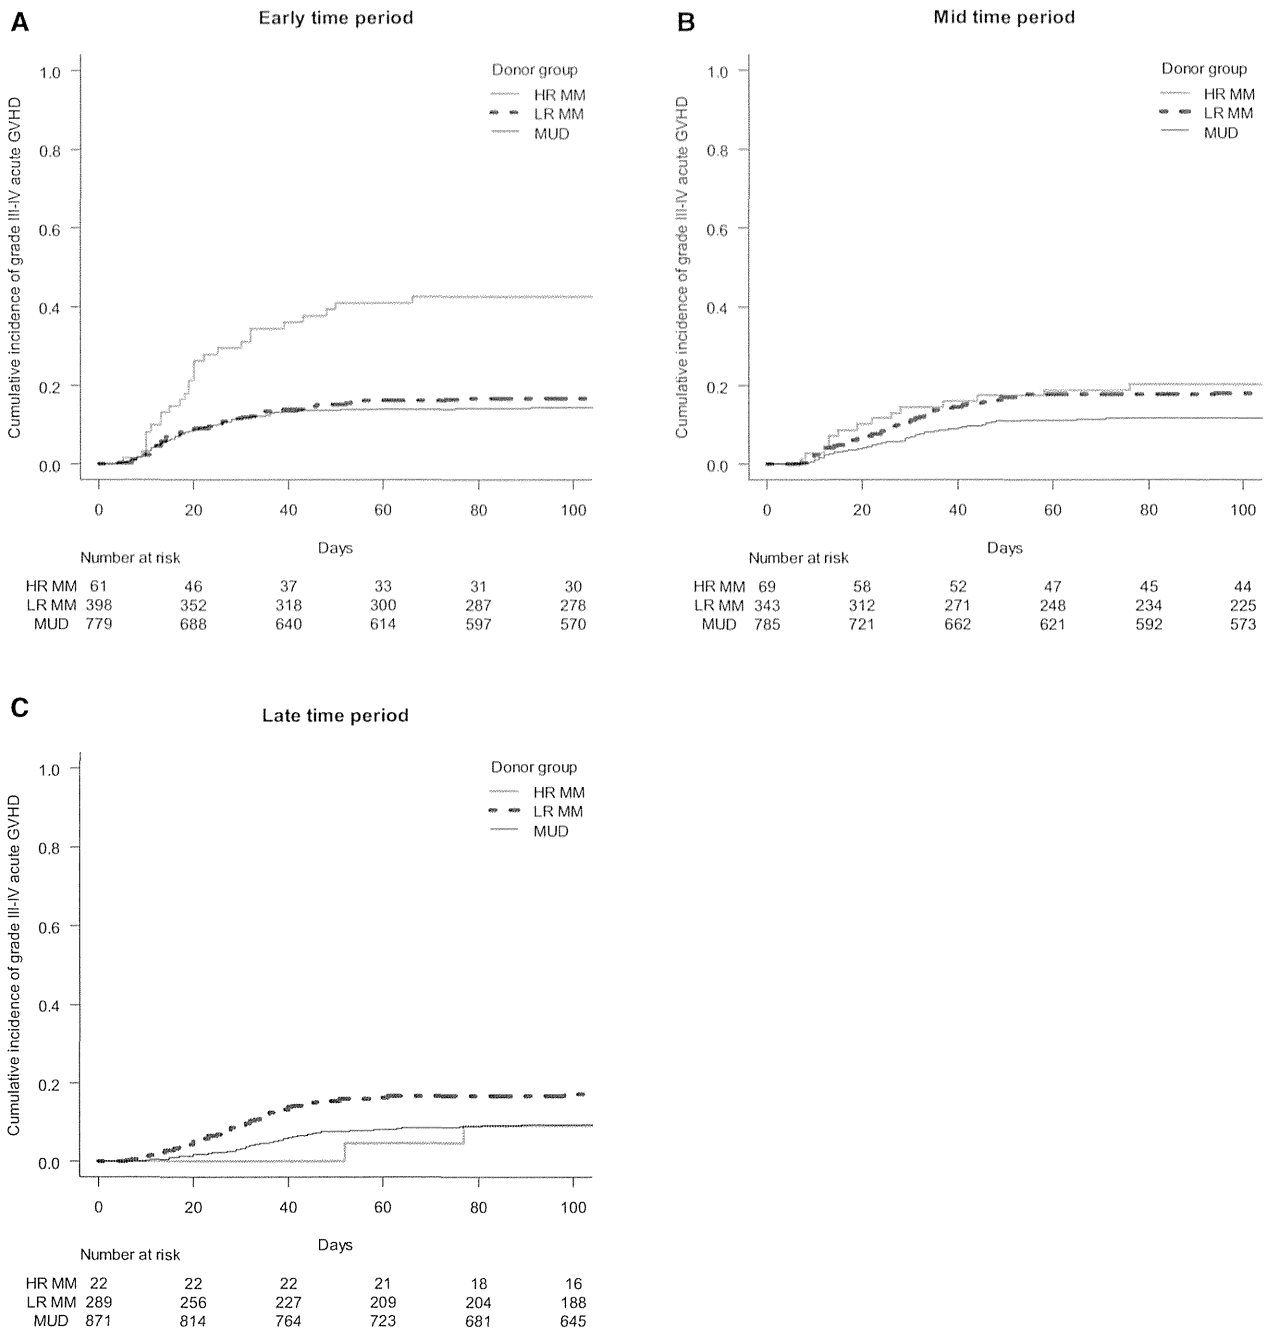 A
Early time period
Cumulative incidence of grade III-IV acute GVHD
1.0
0.8
0.6
0.4
0.2
0.0
Donor group
HR MM
LR MM
MUD
0 20 40 60 80 100
Days
Number at risk
HR MM 61 46 37 33 31 30
LR MM 398 352 318 300 287 278
MUD 779 688 640 614 597 570
B
Mid time period
Cumulative incidence of grade III-IV acute GVHD
1.0
0.8
0.6
0.4
0.2
0.0
Donor group
HR MM
LR MM
MUD
0 20 40 60 80 100
Days
Number at risk
HR MM 69 58 52 47 45 44
LR MM 343 312 271 248 234 225
MUD 785 721 662 621 592 573
C
Late time period
Cumulative incidence of grade III-IV acute GVHD
1.0
0.8
0.6
0.4
0.2
0.0
Donor group
HR MM
LR MM
MUD
0 20 40 60 80 100
Days
Number at risk
HR MM 22 22 22 21 18 16
LR MM 289 256 227 209 204 188
MUD 871 814 764 723 681 645